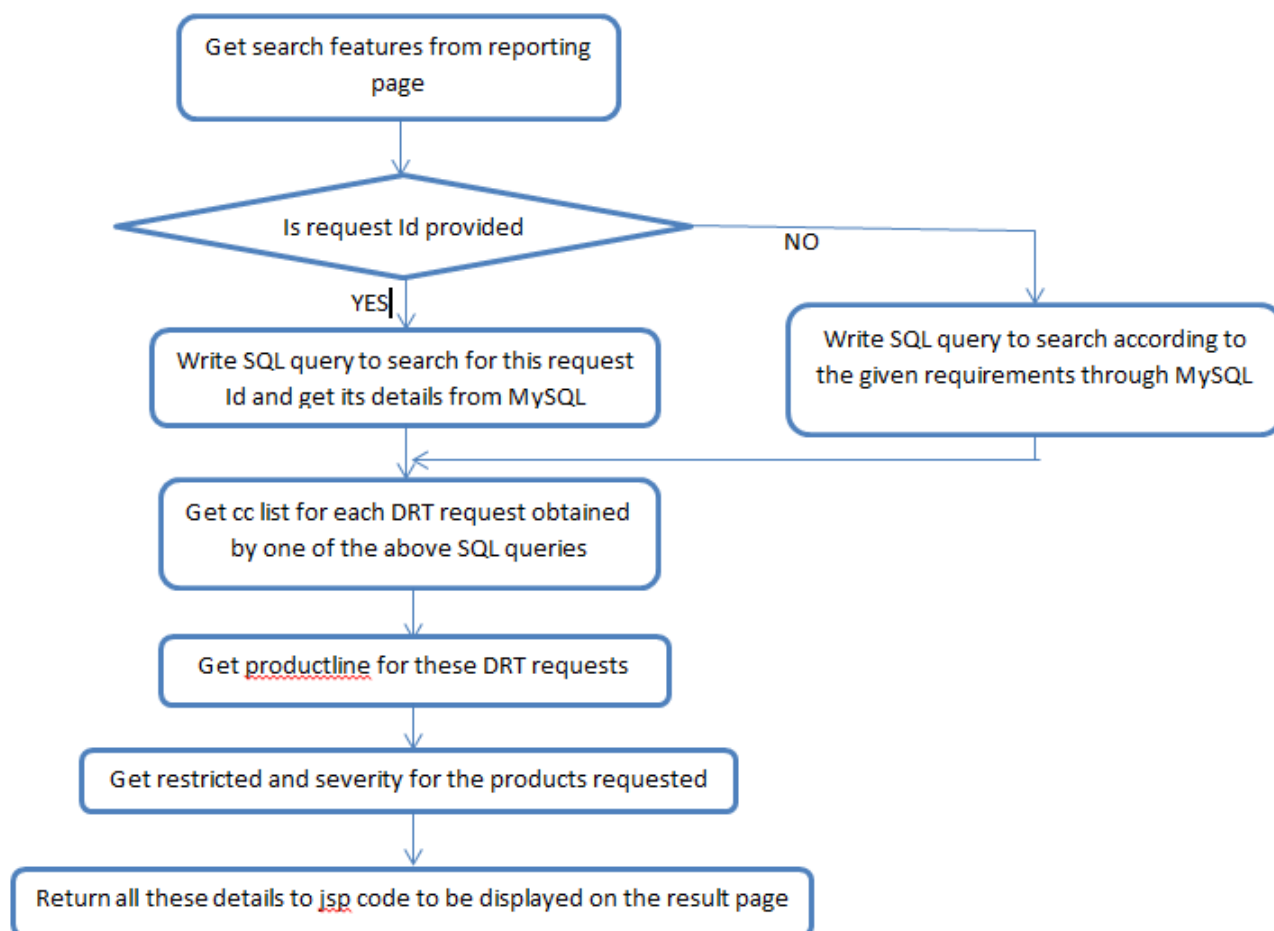 Get search features from reporting
page
Is request Id provided
NO
YES
Write SQL query to search for this request
Id and get its details from MySQL
Write SQL query to search according to
the given requirements through MySQL
Get cc list for each DRT request obtained
by one of the above SQL queries
Get productline for these DRT requests
Get restricted and severity for the products requested
Return all these details to jsp code to be displayed on the result page